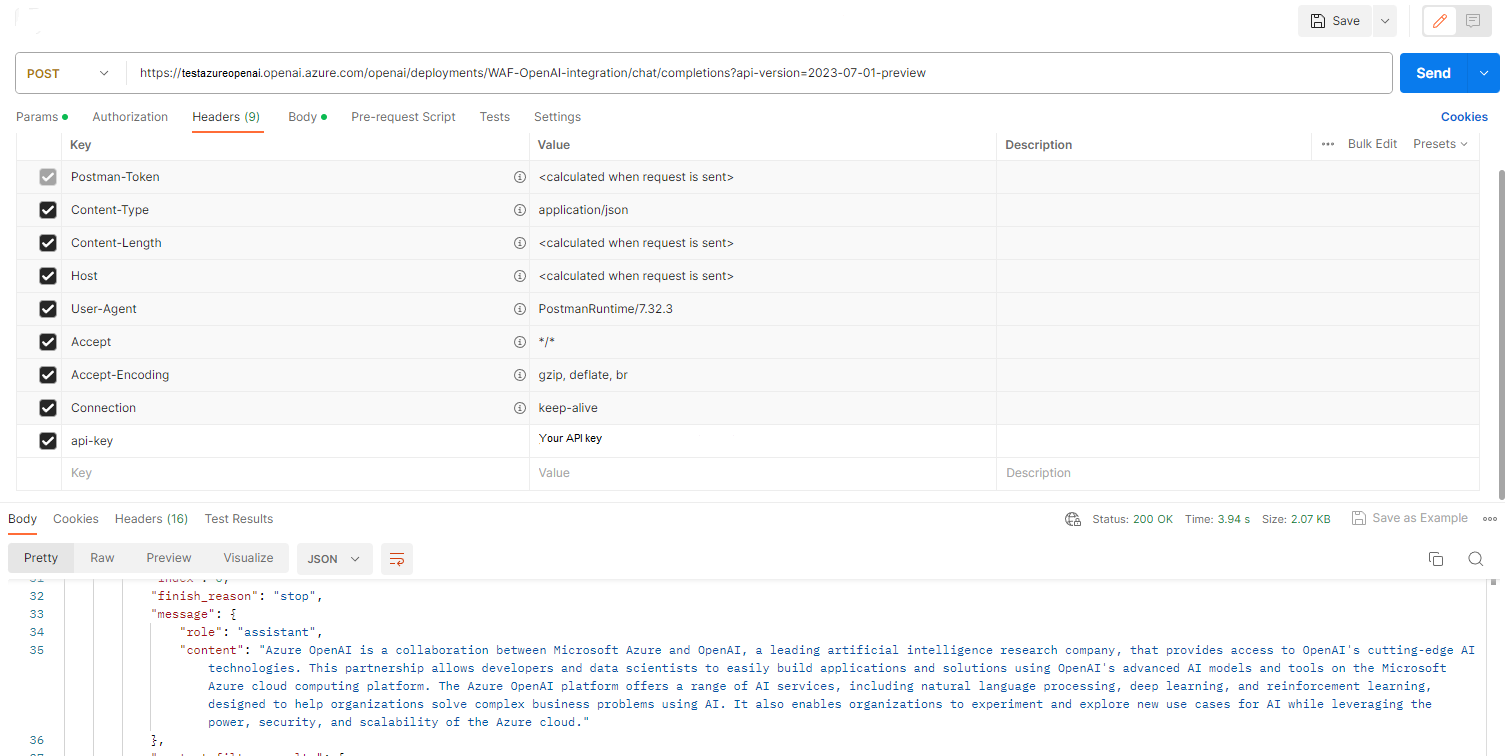 Save
POST https://testazureopenai.openai.azure.com/openai/deployments/WAF-OpenAI-integration/chat/completions?api-version=2023-07-01-preview Send
Params Authorization Headers (9) Body Pre-request Script Tests Settings Cookies
Key Value Description ••• Bulk Edit Presets
Postman-Token <calculated when request is sent>
Content-Type application/json
Content-Length <calculated when request is sent>
Host <calculated when request is sent>
User-Agent PostmanRuntime/7.32.3
Accept */*
Accept-Encoding gzip, deflate, br
Connection keep-alive
api-key Your API key
Key Value Description
Body Cookies Headers (16) Test Results Status: 200 OK Time: 3.94 s Size: 2.07 KB Save as Example
Pretty Raw Preview Visualize JSON
32 "finish_reason": "stop",
33 "message": {
34 "role": "assistant",
35 "content": "Azure OpenAI is a collaboration between Microsoft Azure and OpenAI, a leading artificial intelligence research company, that provides access to OpenAI's cutting-edge AI
technologies. This partnership allows developers and data scientists to easily build applications and solutions using OpenAI's advanced AI models and tools on the Microsoft
Azure cloud computing platform. The Azure OpenAI platform offers a range of AI services, including natural language processing, deep learning, and reinforcement learning,
designed to help organizations solve complex business problems using AI. It also enables organizations to experiment and explore new use cases for AI while leveraging the
power, security, and scalability of the Azure cloud."
36 },